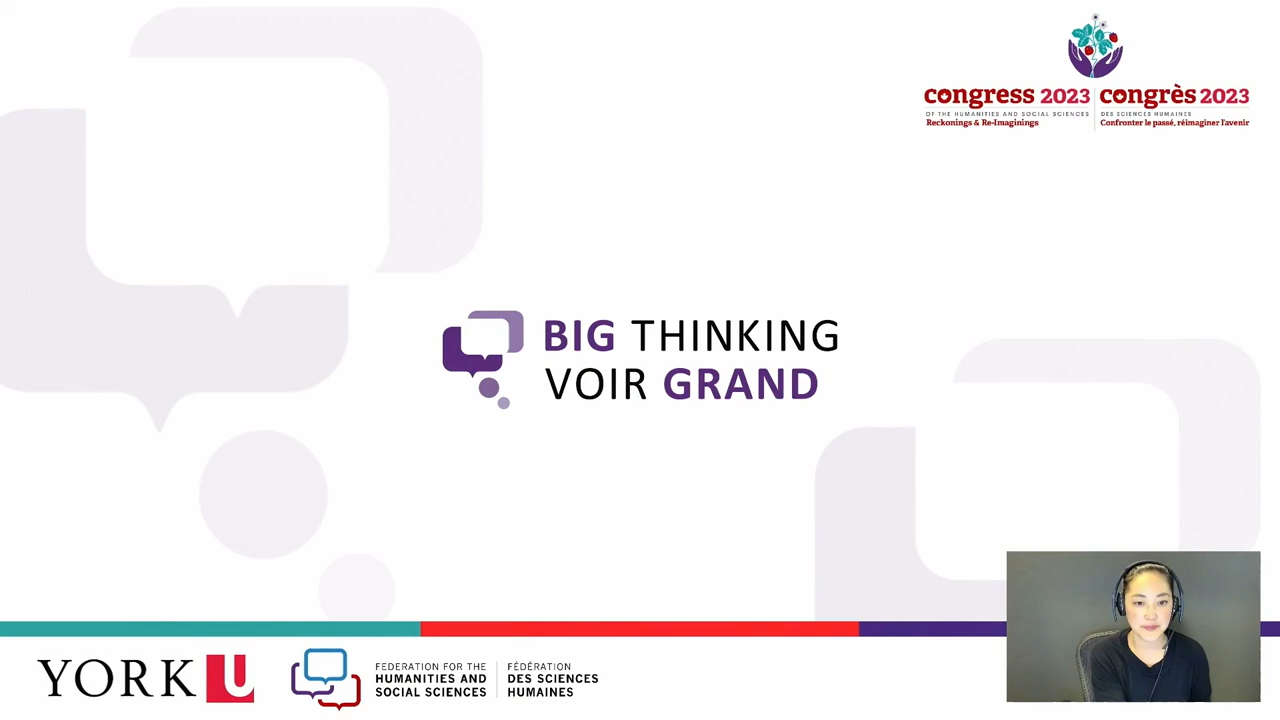 congress 2023
OF THE HUMANITIES AND SOCIAL SCIENCES
Reckonings & Re-Imaginings
congrès 2023
DES SCIENCES HUMAINES
Confronter le passé, réimaginer l'avenir
BIG THINKING
VOIR GRAND
YORK U
FEDERATION FOR THE
HUMANITIES AND
SOCIAL SCIENCES
FÉDÉRATION
DES SCIENCES
HUMAINES